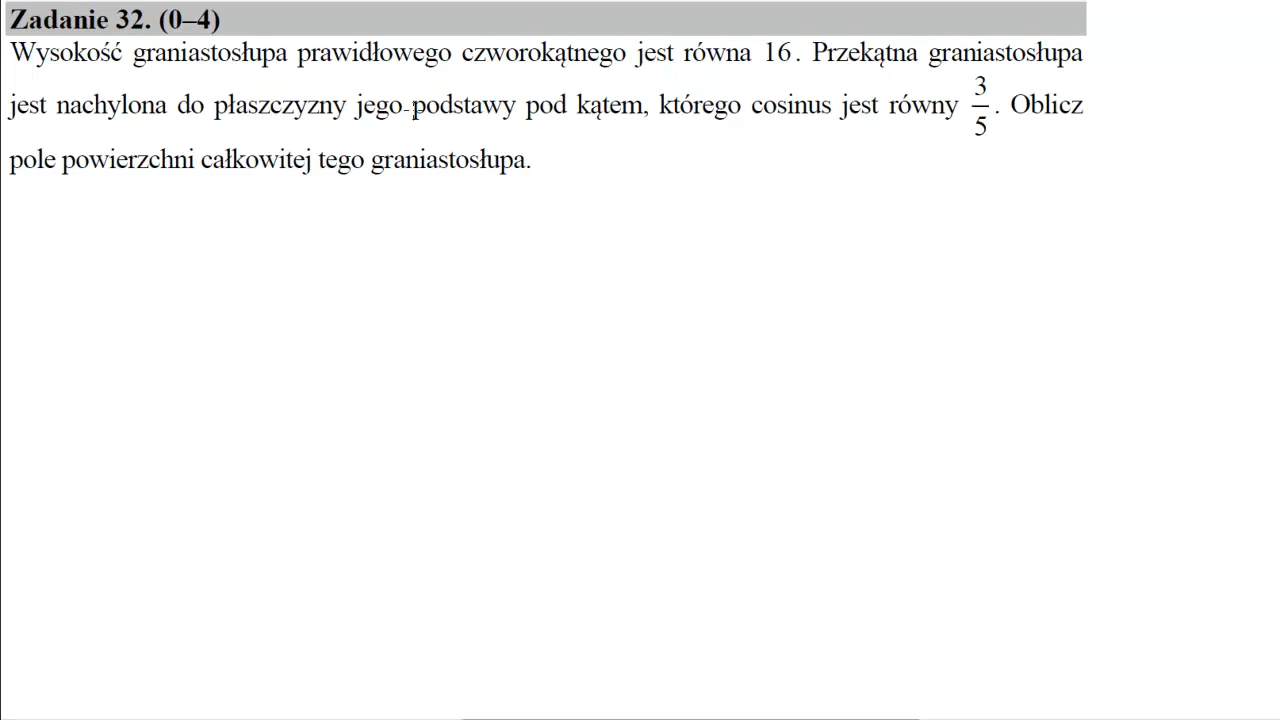 Zadanie 32. (0–4)
Wysokość graniastosłupa prawidłowego czworokątnego jest równa 16. Przekątna graniastosłupa
jest nachylona do płaszczyzny jego podstawy pod kątem, którego cosinus jest równy 3/5. Oblicz
pole powierzchni całkowitej tego graniastosłupa.